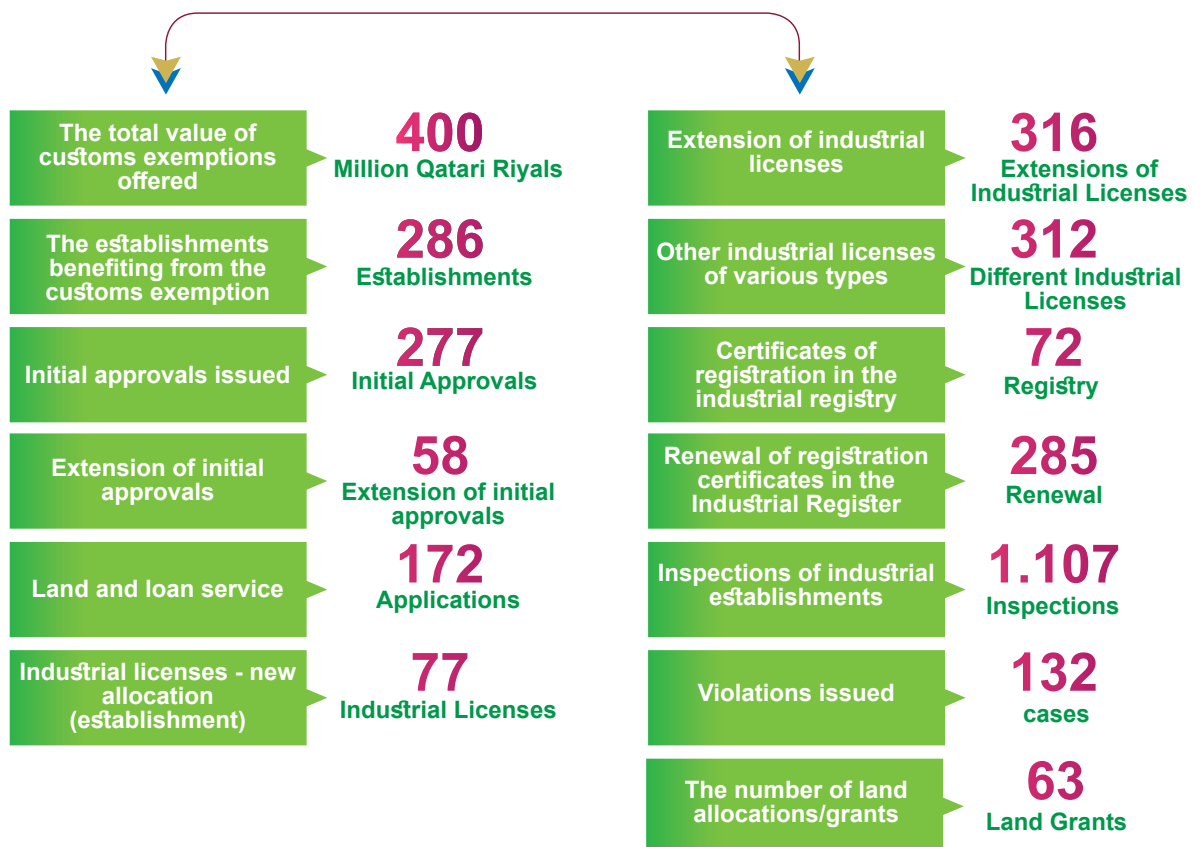 The total value of
customs exemptions
offered
400
Million Qatari Riyals
The establishments
benefiting from the
customs exemption
286
Establishments
Initial approvals issued
277
Initial Approvals
Extension of initial
approvals
58
Extension of initial
approvals
Land and loan service
172
Applications
Industrial licenses - new
allocation
(establishment)
77
Industrial Licenses
Extension of industrial
licenses
316
Extensions of
Industrial Licenses
Other industrial licenses
of various types
312
Different Industrial
Licenses
Certificates of
registration in the
industrial registry
72
Registry
Renewal of registration
certificates in the
Industrial Register
285
Renewal
Inspections of industrial
establishments
1.107
Inspections
Violations issued
132
cases
The number of land
allocations/grants
63
Land Grants